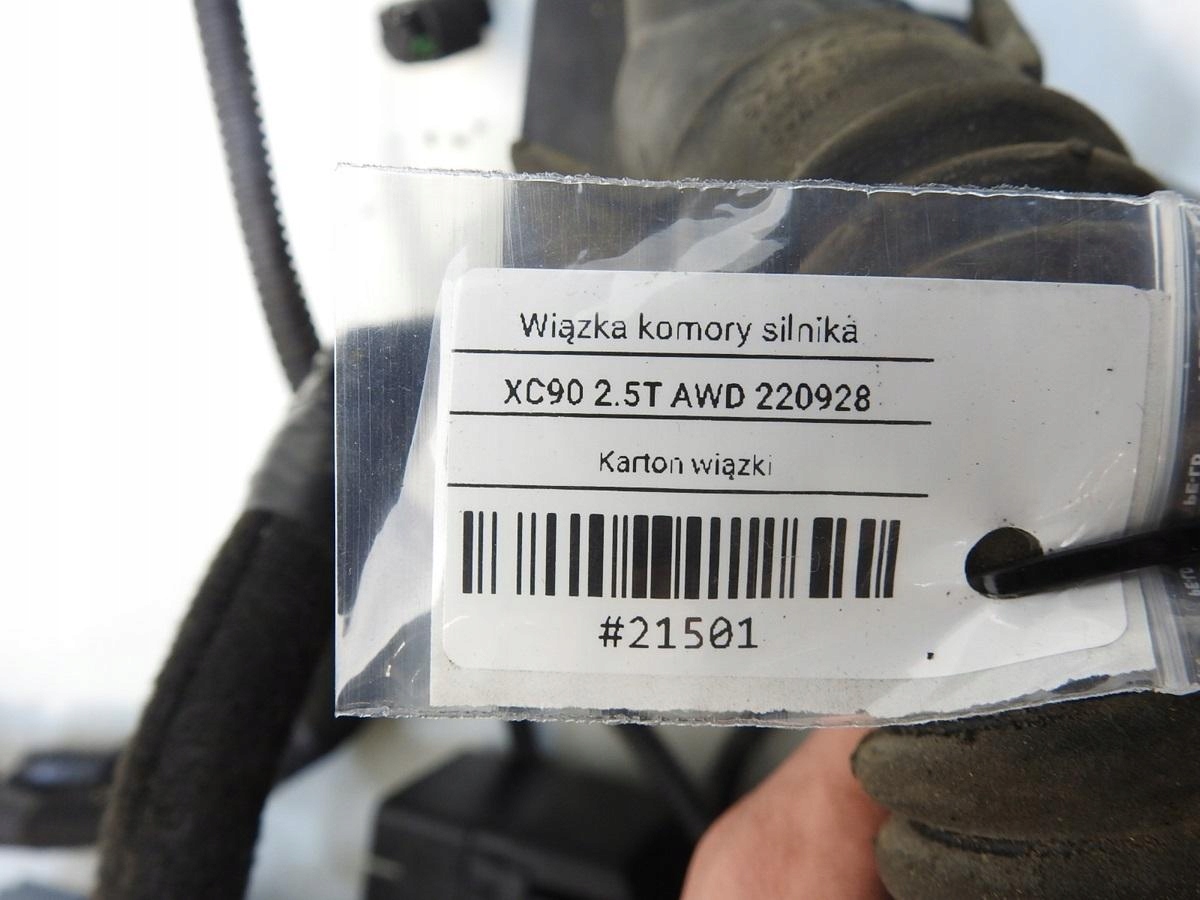 Wiązka komory silnika
XC90 2.5T AWD 220928
Karton wiązki
#21501